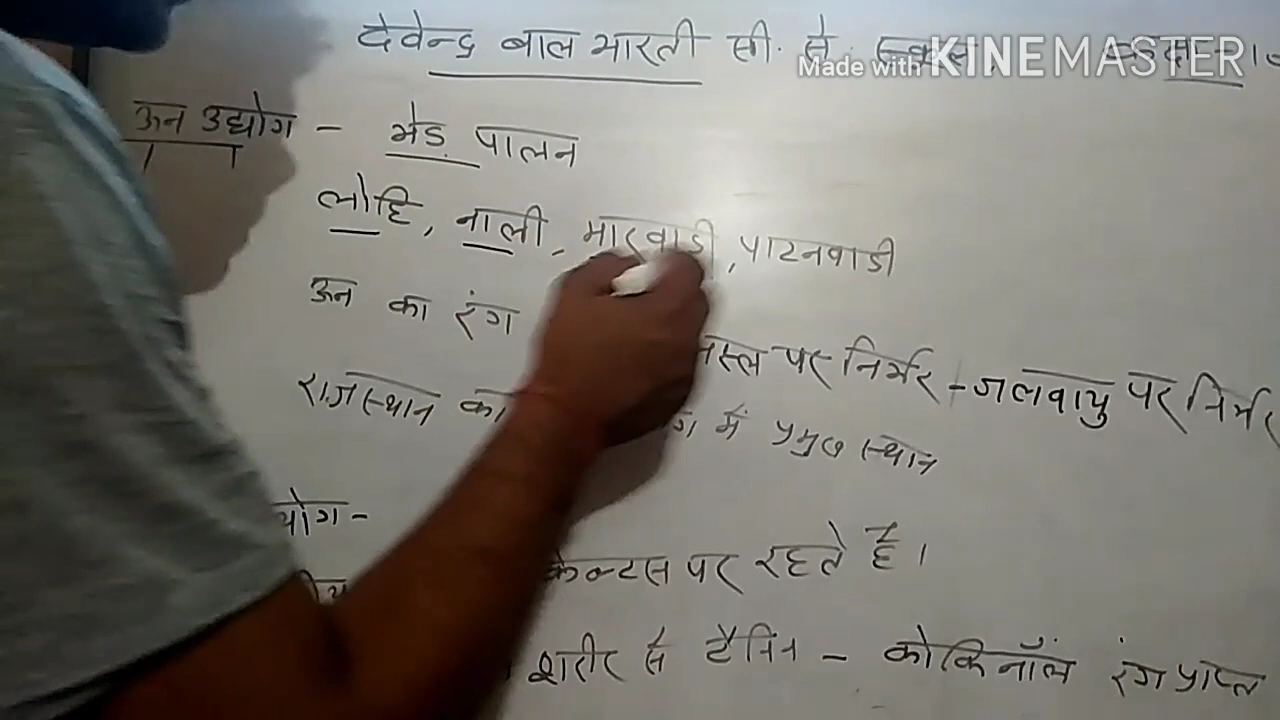 देवेन्द्र बाल भारती सी. से.
Made with KINEMASTER
ऊन उद्योग - भेड़ पालन
लोहि, नाली, मारवाडी, पाटनवाडी
ऊन का रंग नस्ल पर निर्भर - जलवायु पर निर्भर
राजस्थान का में प्रमुख स्थान
केक्टस पर रहते है।
शरीर से टैनिन - कोकिनॉल रंग प्राप्त